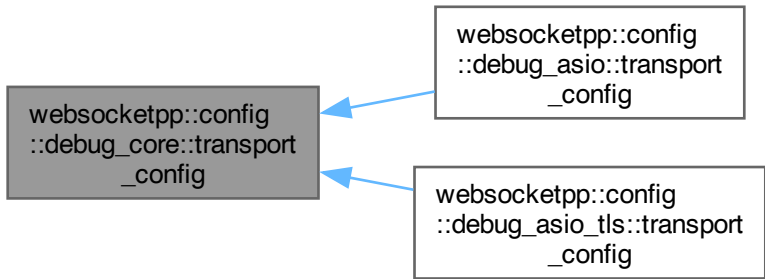 websocketpp::config
::debug_core::transport
_config
websocketpp::config
::debug_asio::transport
_config
websocketpp::config
::debug_asio_tls::transport
_config